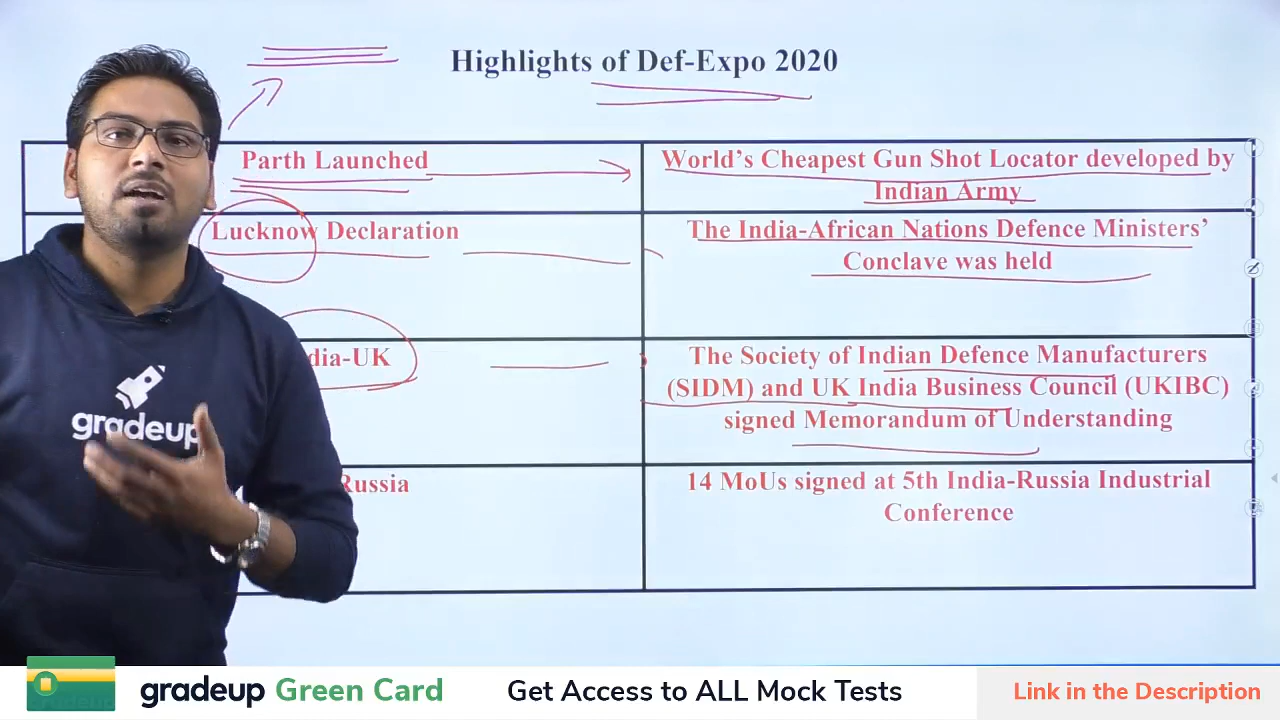 Highlights of Def-Expo 2020
Parth Launched
World's Cheapest Gun Shot Locator developed by
Indian Army
Lucknow Declaration
The India-African Nations Defence Ministers'
Conclave was held
dia-UK
The Society of Indian Defence Manufacturers
(SIDM) and UK India Business Council (UKIBC)
signed Memorandum of Understanding
Russia
14 MoUs signed at 5th India-Russia Industrial
Conference
gradeup
gradeup Green Card
Get Access to ALL Mock Tests
Link in the Description